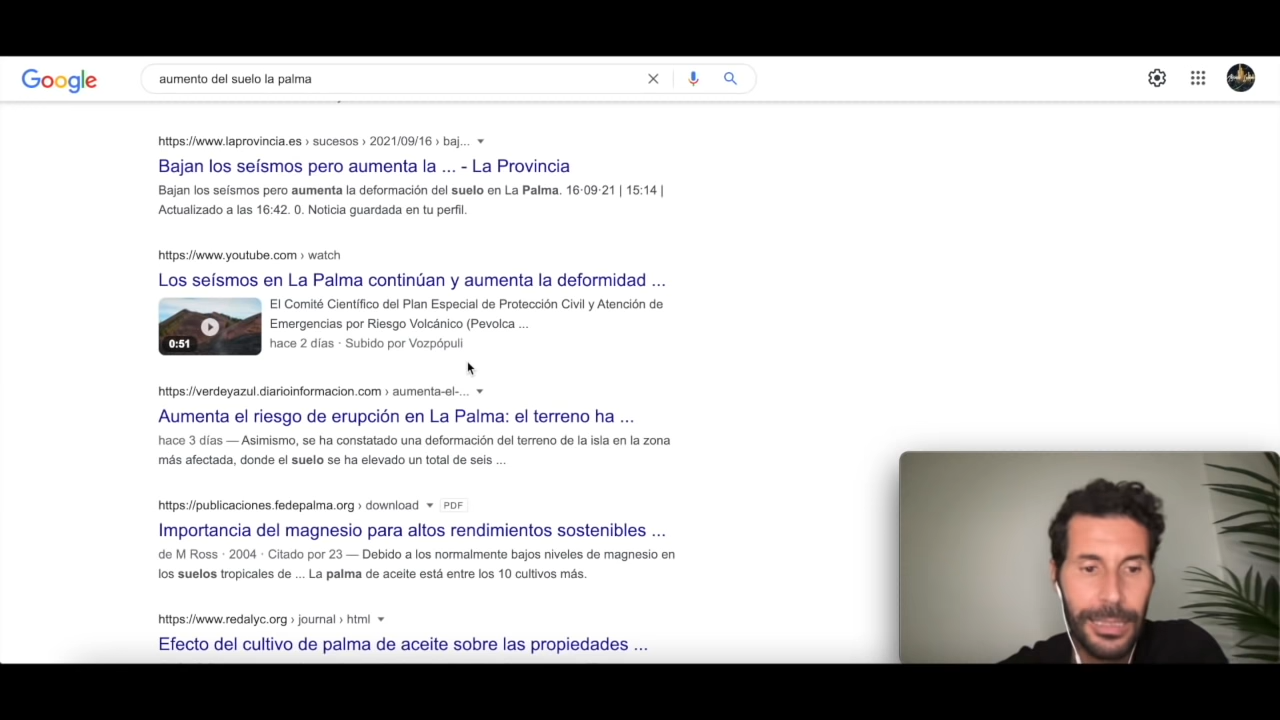 Google
aumento del suelo la palma
https://www.laprovincia.es › sucesos › 2021/09/16 › baj...
Bajan los seísmos pero aumenta la ... - La Provincia
Bajan los seísmos pero aumenta la deformación del suelo en La Palma. 16·09·21 | 15:14 |
Actualizado a las 16:42. 0. Noticia guardada en tu perfil.
https://www.youtube.com › watch
Los seísmos en La Palma continúan y aumenta la deformidad ...
El Comité Científico del Plan Especial de Protección Civil y Atención de
Emergencias por Riesgo Volcánico (Pevolca ...
0:51
hace 2 días · Subido por Vozpópuli
https://verdeyazul.diarioinformacion.com › aumenta-el-...
Aumenta el riesgo de erupción en La Palma: el terreno ha ...
hace 3 días — Asimismo, se ha constatado una deformación del terreno de la isla en la zona
más afectada, donde el suelo se ha elevado un total de seis ...
https://publicaciones.fedepalma.org › download PDF
Importancia del magnesio para altos rendimientos sostenibles ...
de M Ross · 2004 · Citado por 23 — Debido a los normalmente bajos niveles de magnesio en
los suelos tropicales de ... La palma de aceite está entre los 10 cultivos más.
https://www.redalyc.org › journal › html
Efecto del cultivo de palma de aceite sobre las propiedades ...